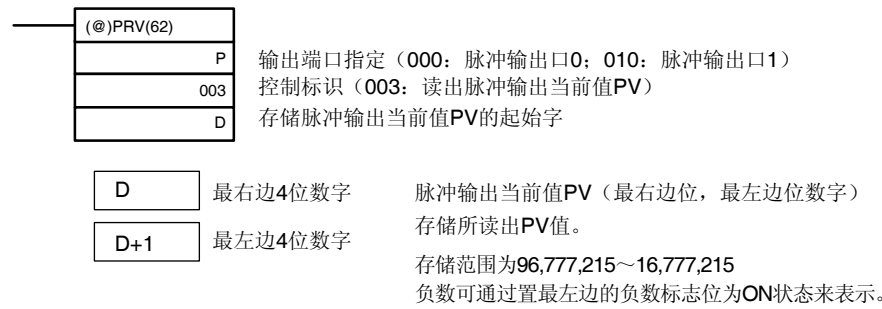 (@)PRV(62)
P 输出端口指定（000：脉冲输出口0；010：脉冲输出口1）
003 控制标识（003：读出脉冲输出当前值PV）
D 存储脉冲输出当前值PV的起始字
D 最右边4位数字 脉冲输出当前值PV（最右边位，最左边位数字）
存储所读出PV值。
D+1 最左边4位数字
存储范围为96,777,215～16,777,215
负数可通过置最左边的负数标志位为ON状态来表示。